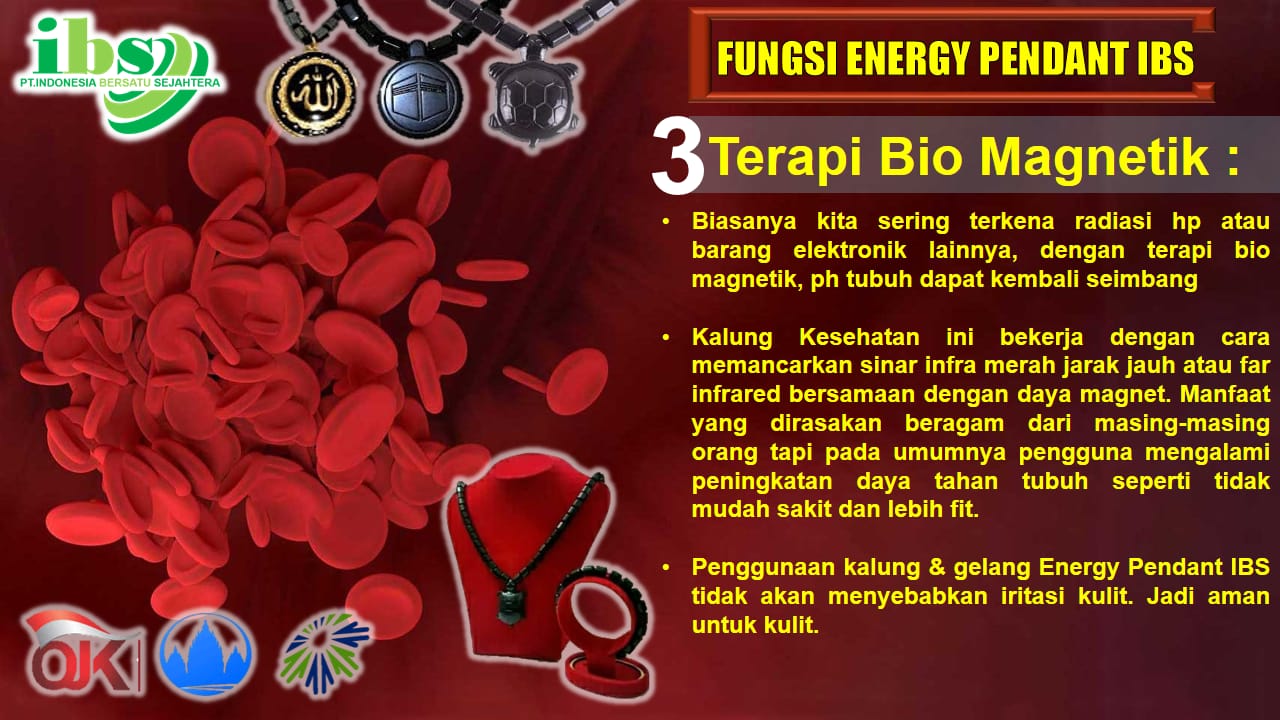 ibs
PT.INDONESIA BERSATU SEJAHTERA
الله
FUNGSI ENERGY PENDANT IBS
3 Terapi Bio Magnetik :
• Biasanya kita sering terkena radiasi hp atau
barang elektronik lainnya, dengan terapi bio
magnetik, ph tubuh dapat kembali seimbang
• Kalung Kesehatan ini bekerja dengan cara
memancarkan sinar infra merah jarak jauh atau far
infrared bersamaan dengan daya magnet. Manfaat
yang dirasakan beragam dari masing-masing
orang tapi pada umumnya pengguna mengalami
peningkatan daya tahan tubuh seperti tidak
mudah sakit dan lebih fit.
• Penggunaan kalung & gelang Energy Pendant IBS
tidak akan menyebabkan iritasi kulit. Jadi aman
untuk kulit.
OJK